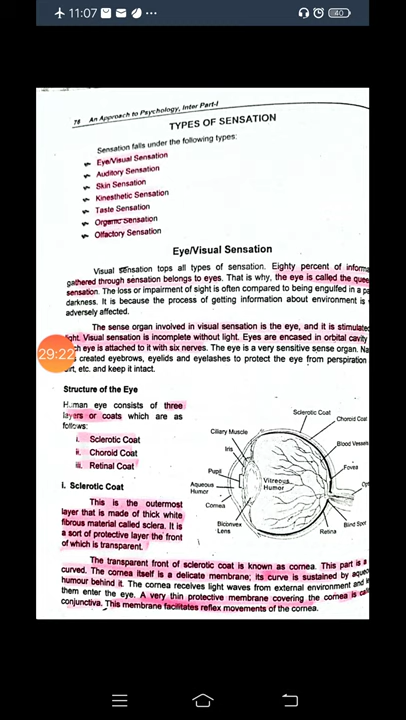 11:07
40
78 An Approach to Psychology, Inter Part-I
TYPES OF SENSATION
Sensation falls under the following types:
Eye/Visual Sensation
Auditory Sensation
Skin Sensation
Kinesthetic Sensation
Taste Sensation
Organic Sensation
Olfactory Sensation
Eye/Visual Sensation
Visual sensation tops all types of sensation. Eighty percent of informa
gathered through sensation belongs to eyes. That is why, the eye is called the quee
sensation. The loss or impairment of sight is often compared to being engulfed in a pa
darkness. It is because the process of getting information about environment is
adversely affected.
The sense organ involved in visual sensation is the eye, and it is stimulated
light. Visual sensation is incomplete without light. Eyes are encased in orbital cavity
29:22
eye is attached to it with six nerves. The eye is a very sensitive sense organ. Na
created eyebrows, eyelids and eyelashes to protect the eye from perspiration
etc. and keep it intact.
Structure of the Eye
Human eye consists of three
layers or coats which are as
follows:
i. Sclerotic Coat
ii. Choroid Coat
iii. Retinal Coat
Sclerotic Coat
Choroid Coat
Ciliary Muscle
Iris
Blood Vessels
Fovea
Pupil
Vitreous
Humor
Aqueous
Humor
Cornea
Blind Spot
Biconvex
Lens
Retina
i. Sclerotic Coat
This is the outermost
layer that is made of thick white
fibrous material called sclera. It is
a sort of protective layer the front
of which is transparent.
The transparent front of sclerotic coat is known as cornea. This part is a
curved. The cornea itself is a delicate membrane; its curve is sustained by aque
humour behind it. The cornea receives light waves from external environment and
them enter the eye. A very thin protective membrane covering the cornea is cal
conjunctiva. This membrane facilitates reflex movements of the cornea.